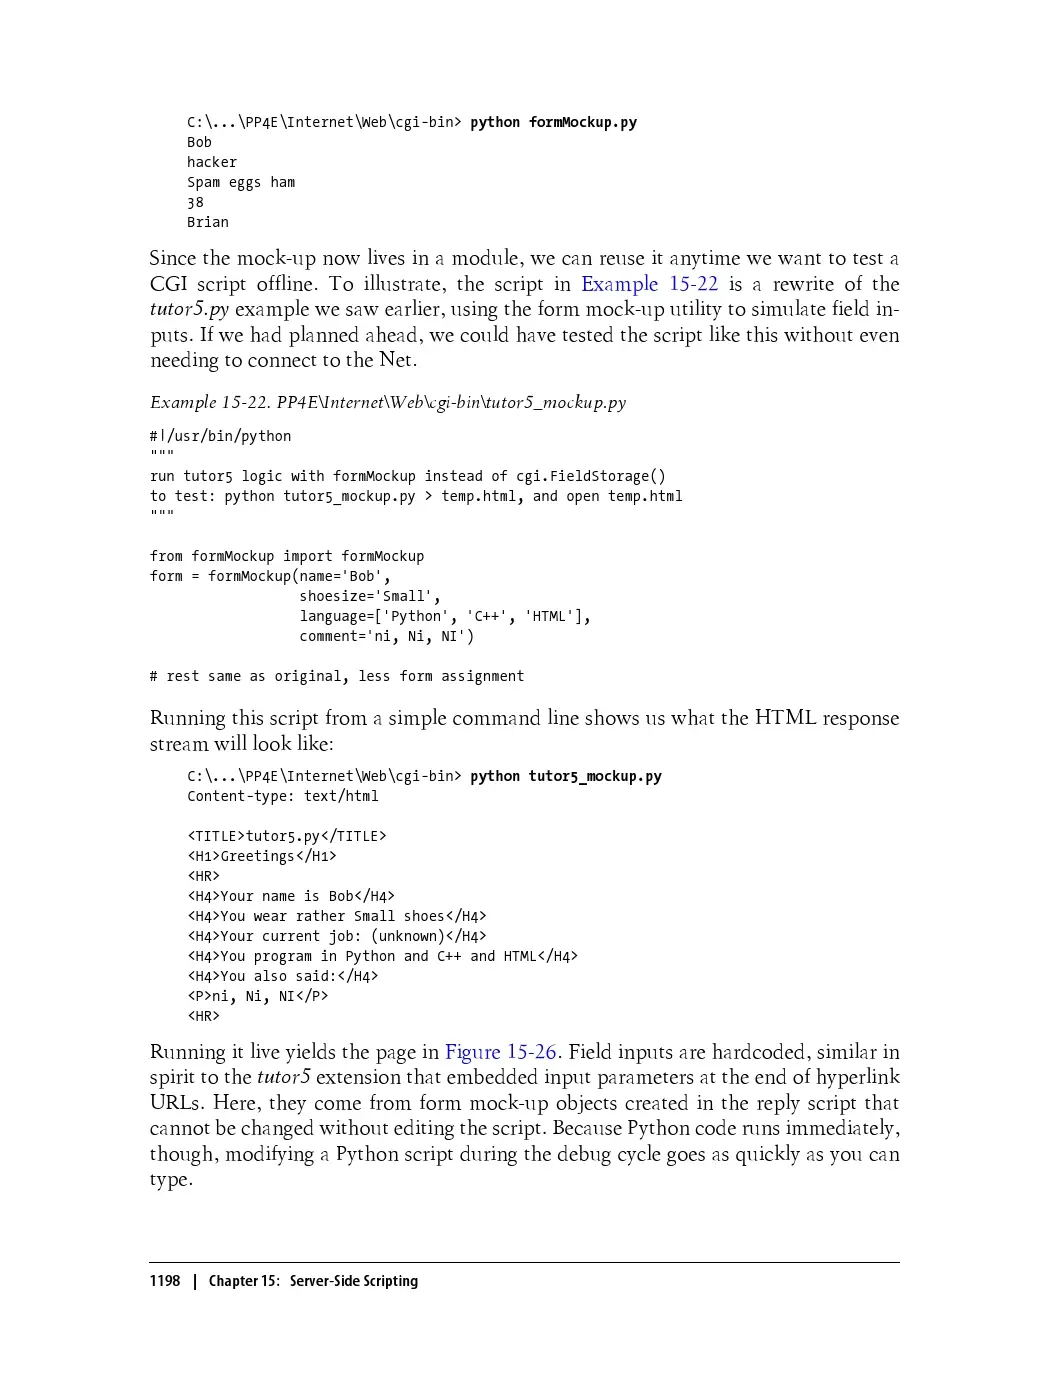 C:\...\PP4E\Internet\Web\cgi-bin> python formMockup.py
Bob
hacker
Spam eggs ham
38
Brian
Since the mock-up now lives in a module, we can reuse it anytime we want to test a
CGI script offline. To illustrate, the script in Example 15-22 is a rewrite of the
tutor5.py example we saw earlier, using the form mock-up utility to simulate field in-
puts. If we had planned ahead, we could have tested the script like this without even
needing to connect to the Net.
Example 15-22. PP4E\Internet\Web\cgi-bin\tutor5_mockup.py
#|/usr/bin/python
"""
run tutor5 logic with formMockup instead of cgi.FieldStorage()
to test: python tutor5_mockup.py > temp.html, and open temp.html
"""
from formMockup import formMockup
form = formMockup(name='Bob',
shoesize='Small',
language=['Python', 'C++', 'HTML'],
comment='ni, Ni, NI')
# rest same as original, less form assignment
Running this script from a simple command line shows us what the HTML response
stream will look like:
C:\...\PP4E\Internet\Web\cgi-bin> python tutor5_mockup.py
Content-type: text/html
<TITLE>tutor5.py</TITLE>
<H1>Greetings</H1>
<HR>
<H4>Your name is Bob</H4>
<H4>You wear rather Small shoes</H4>
<H4>Your current job: (unknown)</H4>
<H4>You program in Python and C++ and HTML</H4>
<H4>You also said:</H4>
<P>ni, Ni, NI</P>
<HR>
Running it live yields the page in Figure 15-26. Field inputs are hardcoded, similar in
spirit to the tutor5 extension that embedded input parameters at the end of hyperlink
URLs. Here, they come from form mock-up objects created in the reply script that
cannot be changed without editing the script. Because Python code runs immediately,
though, modifying a Python script during the debug cycle goes as quickly as you can
type.
1198 | Chapter 15: Server-Side Scripting